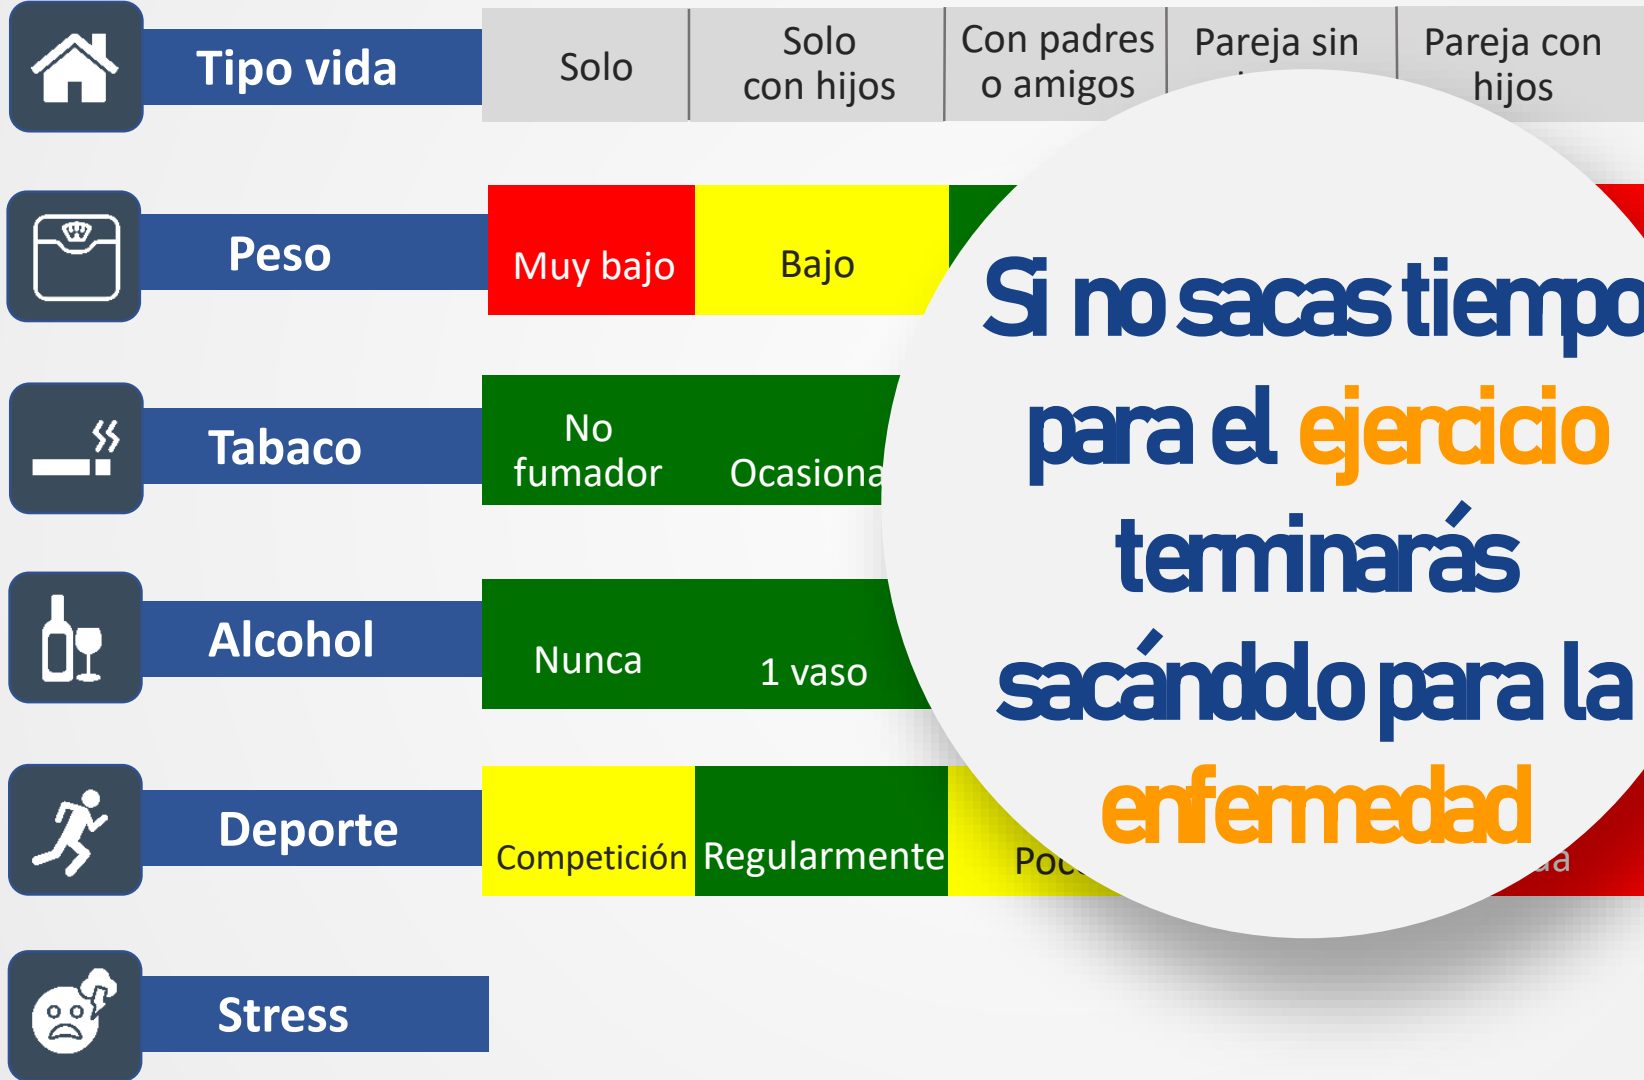 Tipo vida
Solo
Solo
con hijos
Con padres
o amigos
Pareja sin
Pareja con
hijos
Peso
Muy bajo
Bajo
Tabaco
No
fumador
Ocasiona
Alcohol
Nunca
1 vaso
Deporte
Competición
Regularmente
Stress
Si no sacas tiempo
para el ejercicio
terminarás
sacándolo para la
enfermedad